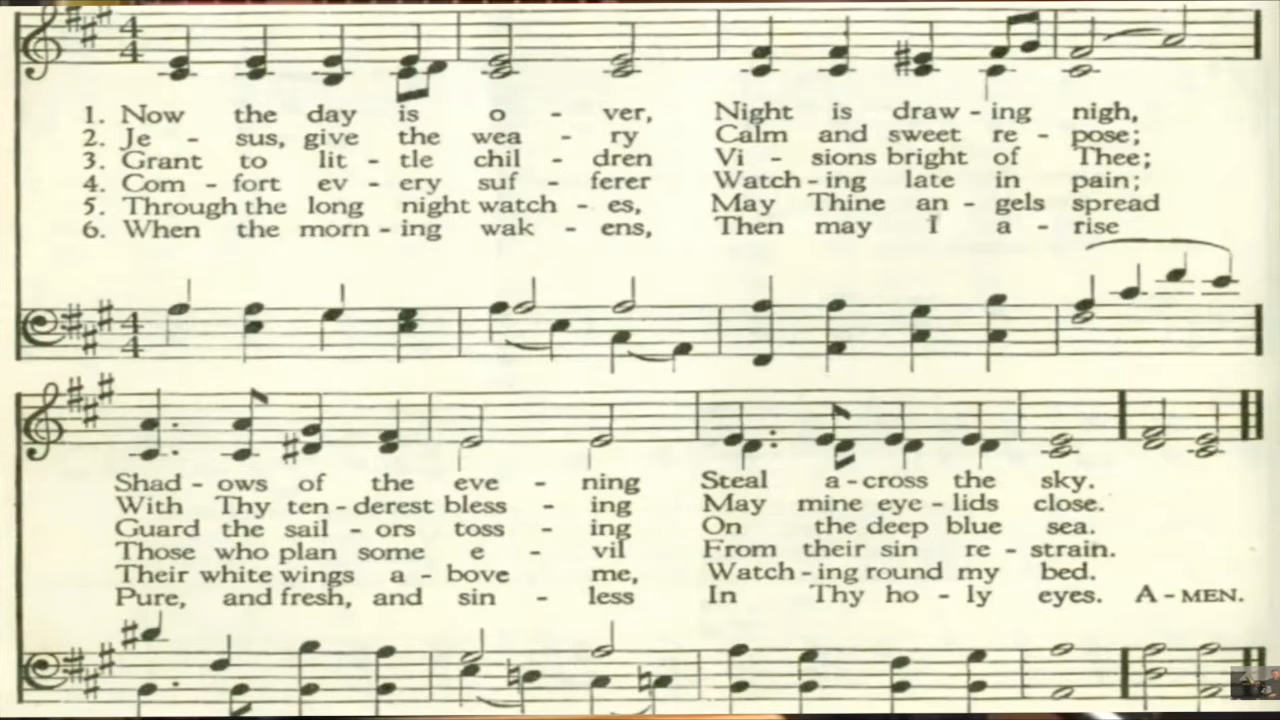 1. Now the day is o - ver, Night is draw - ing nigh,
2. Je - sus, give the wea - ry Calm and sweet re - pose;
3. Grant to lit - tle chil - dren Vi - sions bright of Thee;
4. Com - fort ev - ery suf - ferer Watch - ing late in pain;
5. Through the long night watch - es, May Thine an - gels spread
6. When the morn - ing wak - ens, Then may I a - rise
Shad - ows of the eve - ning Steal a - cross the sky.
With Thy ten - derest bless - ing May mine eye - lids close.
Guard the sail - ors toss - ing On the deep blue sea.
Those who plan some e - vil From their sin re - strain.
Their white wings a - bove me, Watch - ing round my bed.
Pure, and fresh, and sin - less In Thy ho - ly eyes. A - MEN.